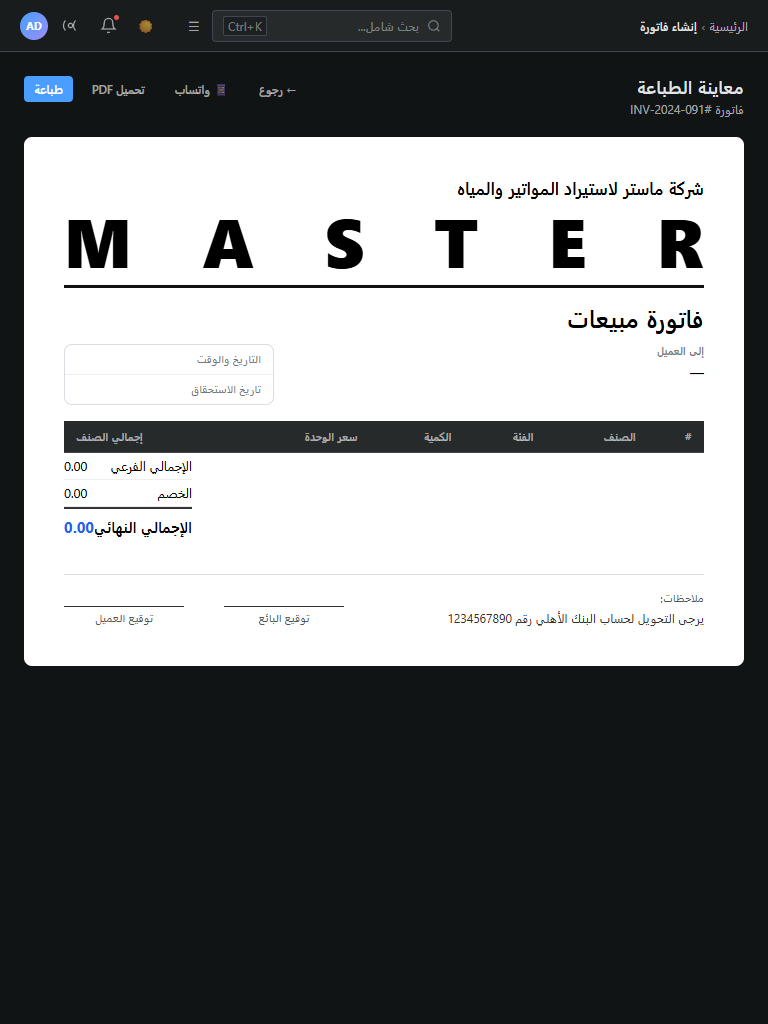 الرئيسية › إنشاء فاتورة
بحث شامل... Ctrl+K
☰
AD
معاينة الطباعة
فاتورة #INV-2024-091
← رجوع
واتساب
تحميل PDF
طباعة
شركة ماستر لاستيراد المواتير والمياه
M A S T E R
فاتورة مبيعات
إلى العميل
—
التاريخ والوقت
تاريخ الاستحقاق
# الصنف الفئة الكمية سعر الوحدة إجمالي الصنف
الإجمالي الفرعي 0.00
الخصم 0.00
الإجمالي النهائي 0.00
ملاحظات:
يرجى التحويل لحساب البنك الأهلي رقم 1234567890
توقيع البائع
توقيع العميل